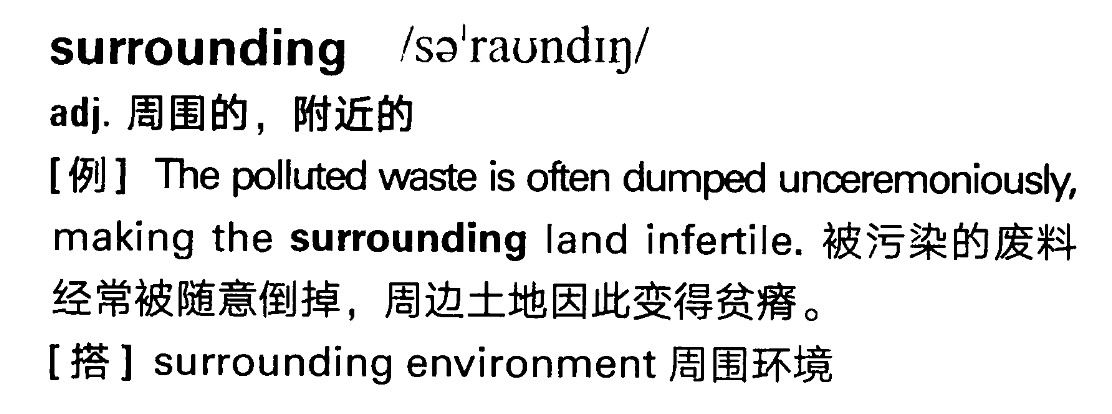 surrounding /səˈraʊndɪŋ/
adj. 周围的，附近的
[例] The polluted waste is often dumped unceremoniously,
making the surrounding land infertile. 被污染的废料
经常被随意倒掉，周边土地因此变得贫瘠。
[搭] surrounding environment 周围环境